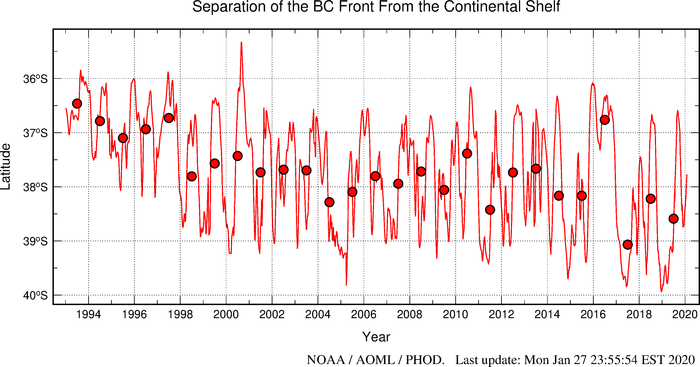 Separation of the BC Front From the Continental Shelf
Latitude
36°S
37°S
38°S
39°S
40°S
1994 1996 1998 2000 2002 2004 2006 2008 2010 2012 2014 2016 2018 2020
Year
NOAA / AOML / PHOD. Last update: Mon Jan 27 23:55:54 EST 2020